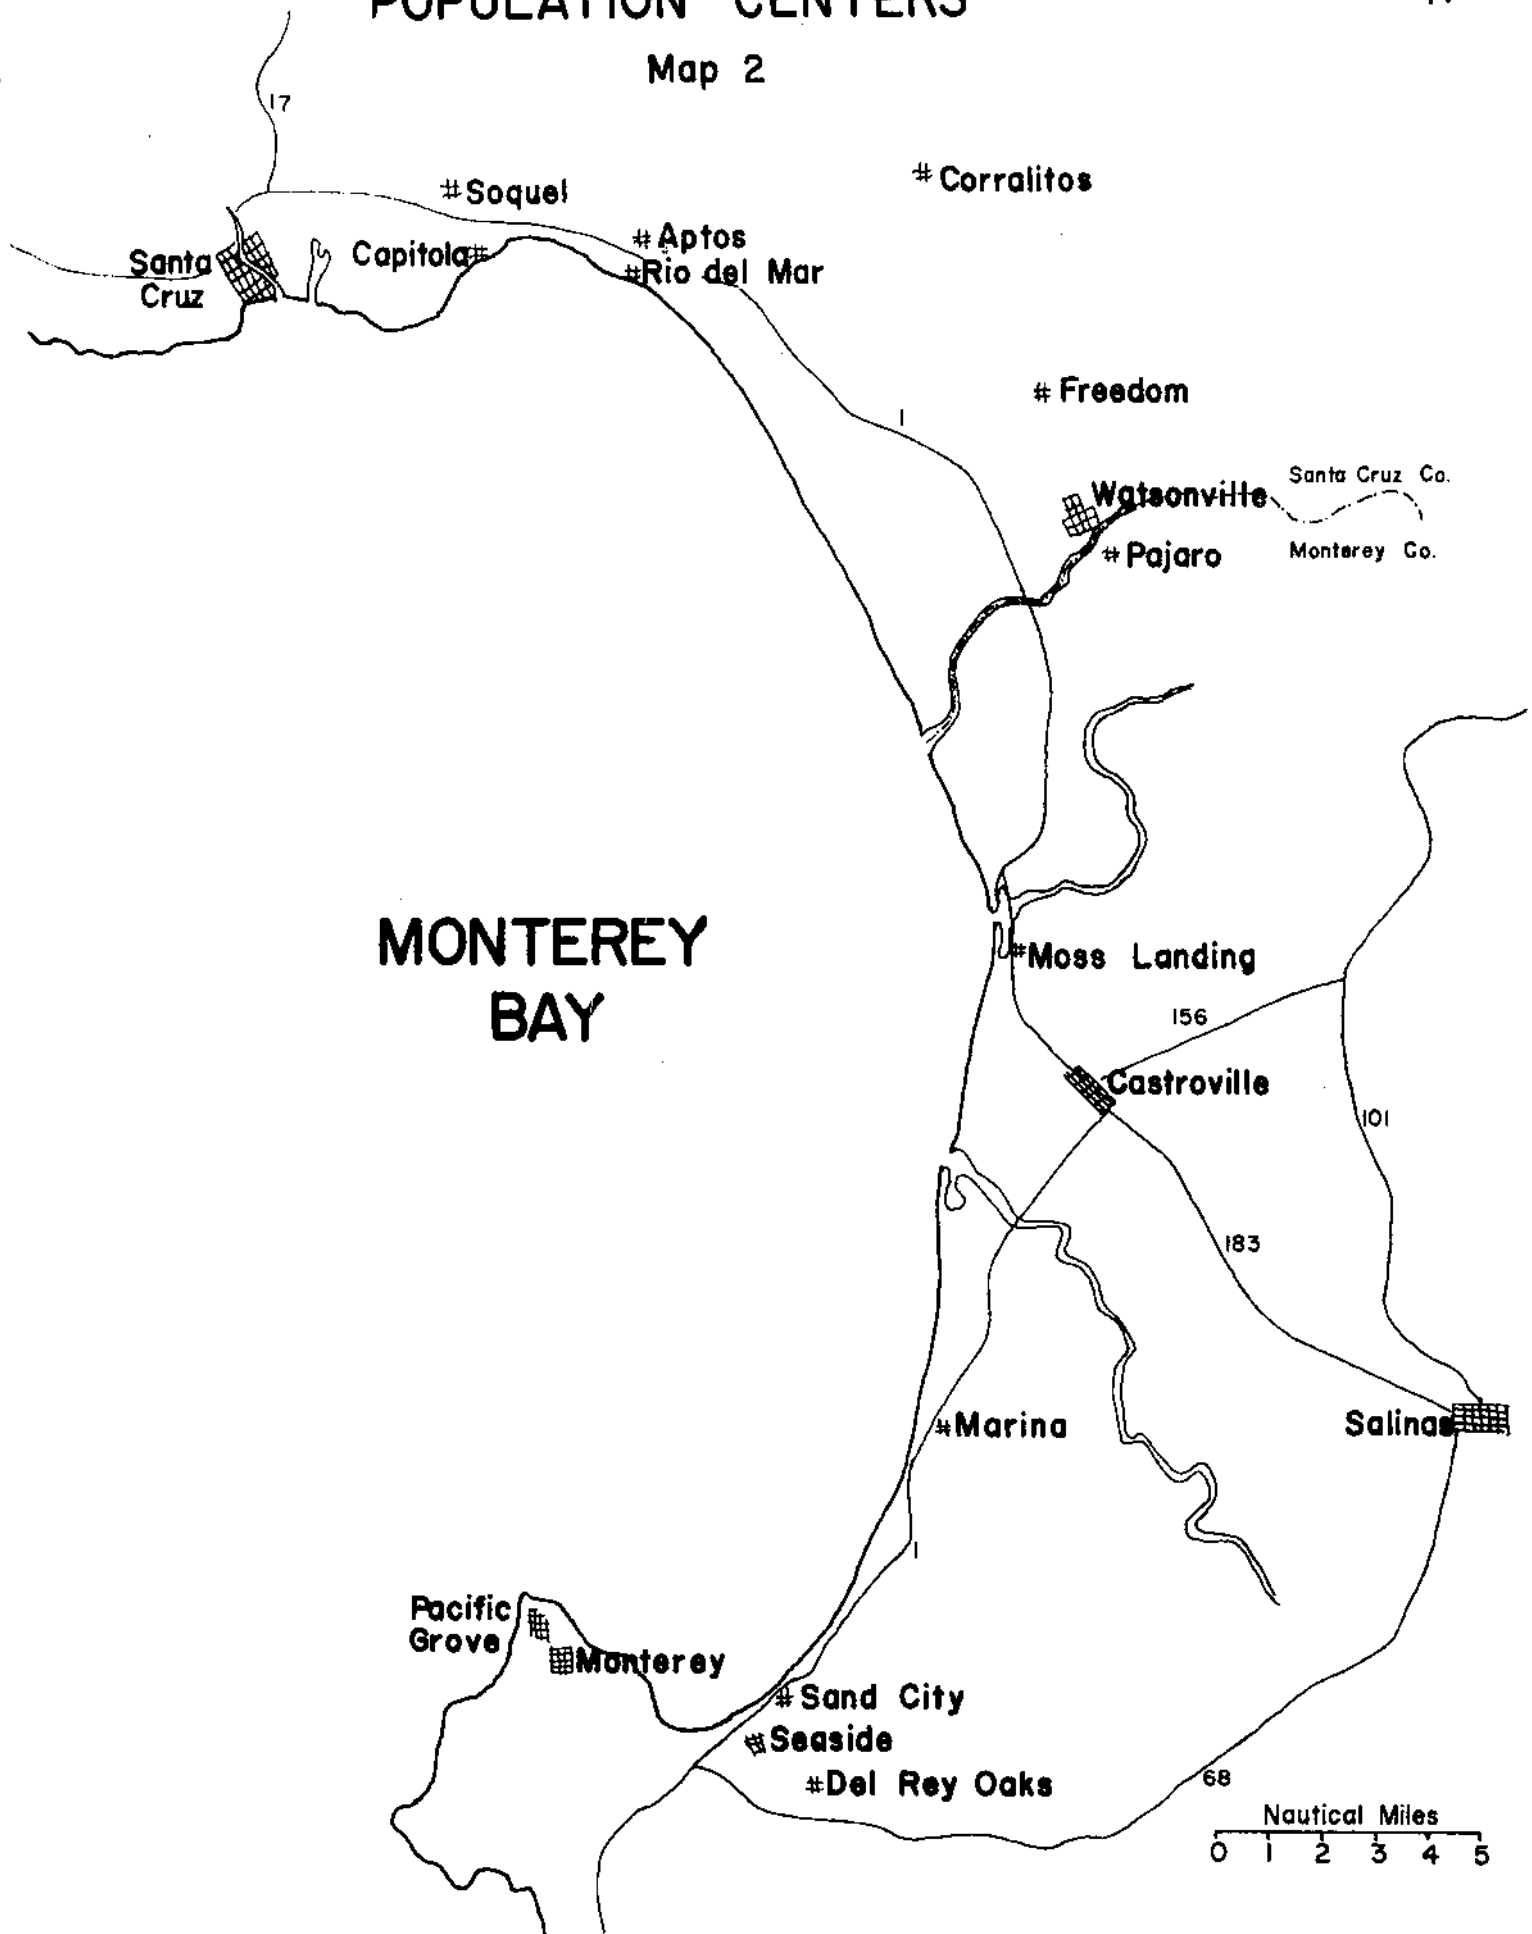 POPULATION CENTERS
Map 2
17
Corralitos
Soquel
Aptos
Capitola
Santa
Cruz
Rio del Mar
Freedom
1
Santa Cruz Co.
Watsonville
Monterey Co.
Pajaro
MONTEREY
BAY
Moss Landing
156
Castroville
101
183
Marina
Salinas
1
Pacific
Grove
Monterey
Sand City
Seaside
Del Rey Oaks
68
Nautical Miles
0 1 2 3 4 5